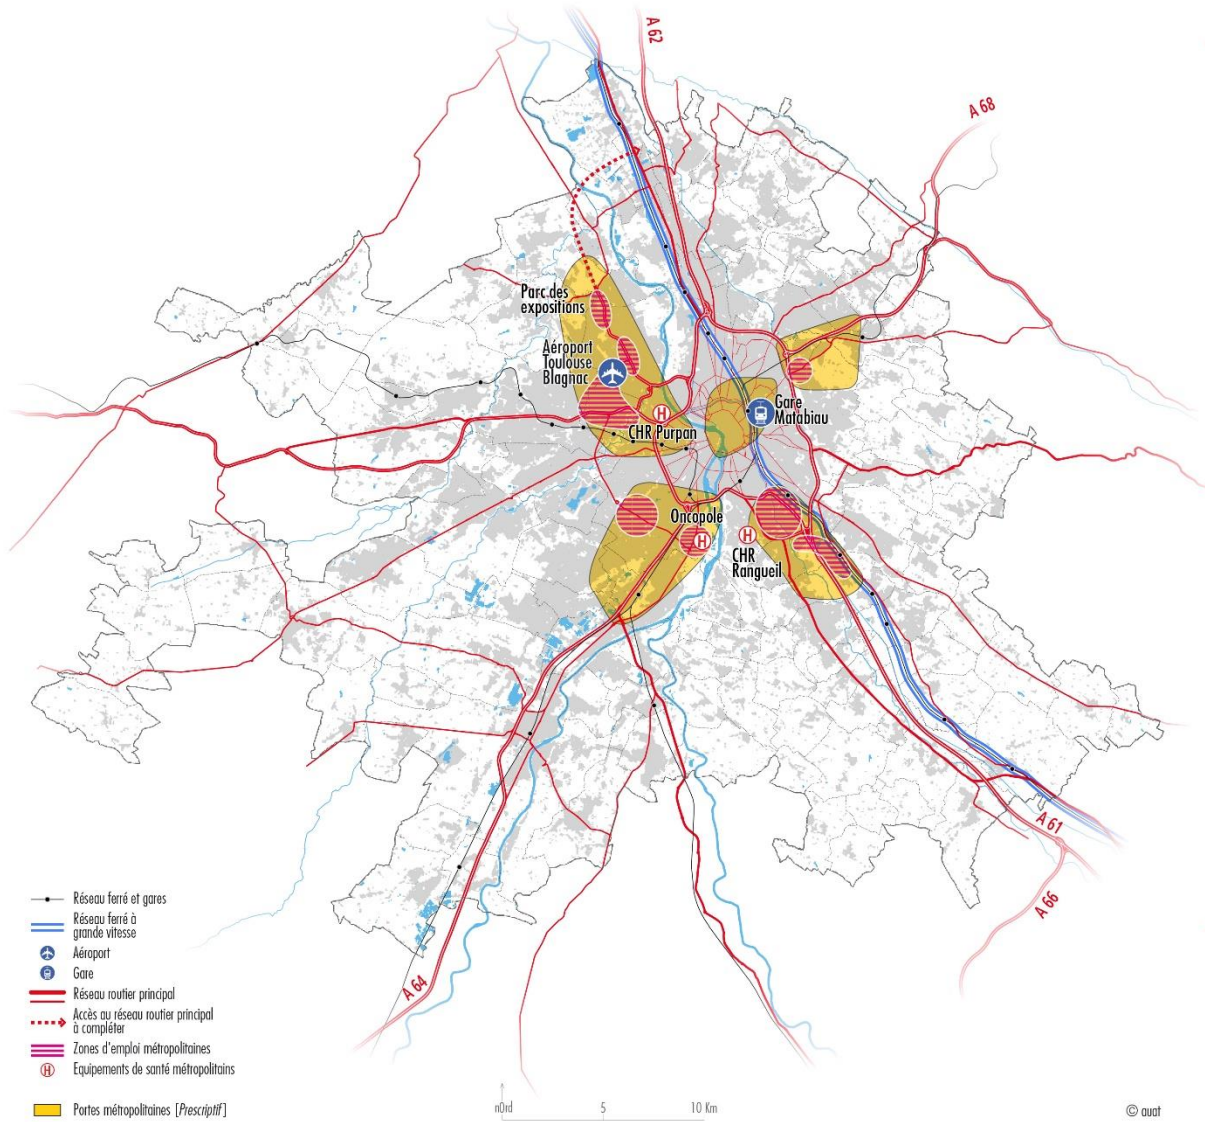 A 62
A 68
Parc des
expositions
Aéroport
Toulouse
Blagnac
Gare
Matabiau
CHR Purpan
Oncopole
CHR
Rangueil
A 61
A 66
A 64
Réseau ferré et gares
Réseau ferré à
grande vitesse
Aéroport
Gare
Réseau routier principal
Accès au réseau routier principal
à compléter
Zones d'emploi métropolitaines
H Equipements de santé métropolitains
Portes métropolitaines [Prescriptif]
n0rd 5 10 Km
© auat